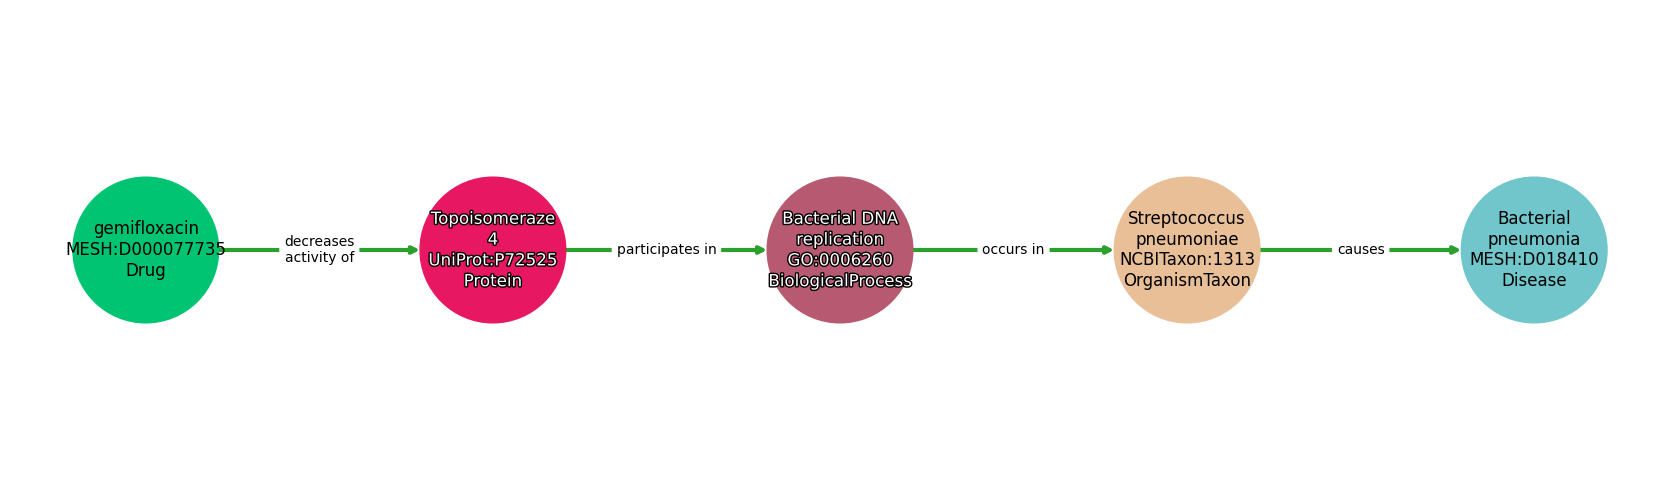 gemifloxacin
MESH:D000077735
Drug
decreases
activity of
Topoisomeraze
4
UniProt:P72525
Protein
participates in
Bacterial DNA
replication
GO:0006260
BiologicalProcess
occurs in
Streptococcus
pneumoniae
NCBITaxon:1313
OrganismTaxon
causes
Bacterial
pneumonia
MESH:D018410
Disease